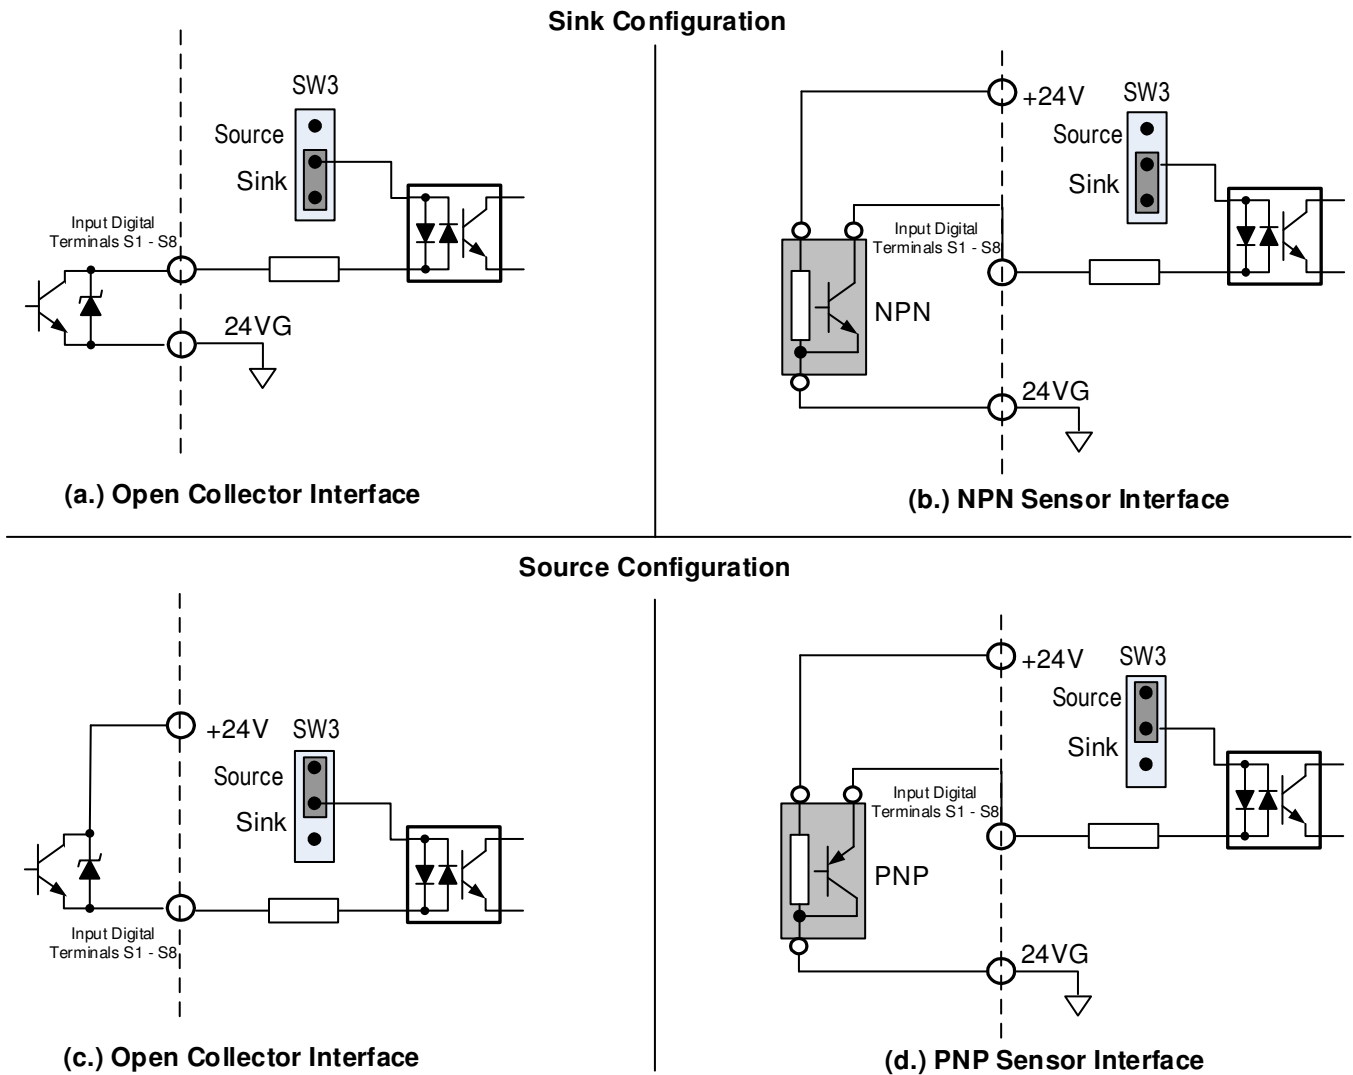 Sink Configuration
SW3
Source
Sink
Input Digital
Terminals S1 - S8
24VG
(a.) Open Collector Interface
+24V
SW3
Source
Sink
Input Digital
Terminals S1 - S8
NPN
24VG
(b.) NPN Sensor Interface
Source Configuration
+24V
SW3
Source
Sink
Input Digital
Terminals S1 - S8
(c.) Open Collector Interface
+24V
SW3
Source
Sink
Input Digital
Terminals S1 - S8
PNP
24VG
(d.) PNP Sensor Interface